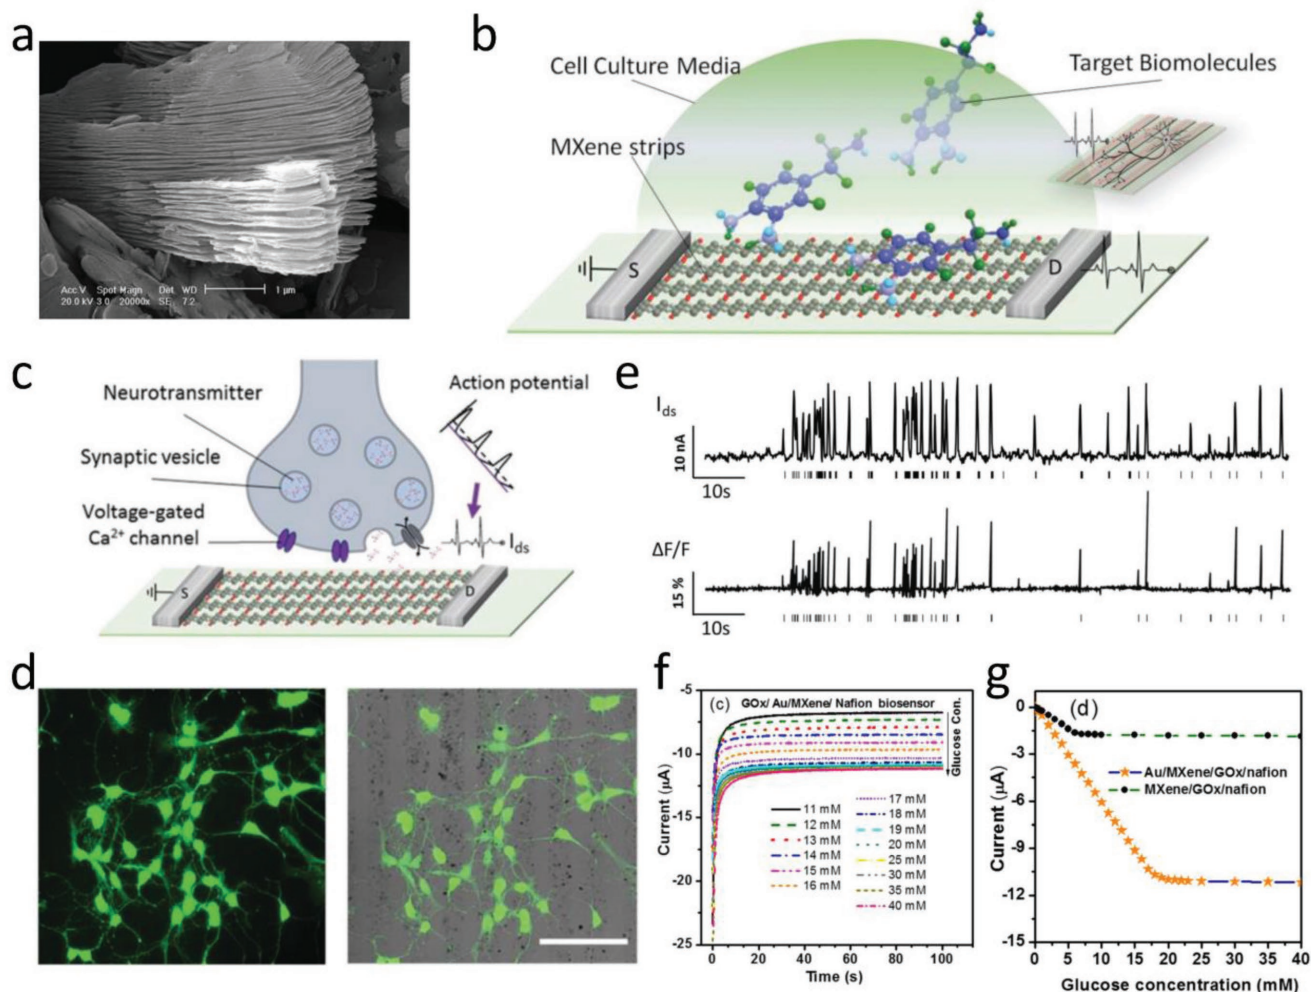 a
Acc.V Spot Magn Det WD
20.0 kV 3.0 20000x SE 7.2
1 µm
b
Cell Culture Media
Target Biomolecules
MXene strips
S
D
c
Neurotransmitter
Action potential
Synaptic vesicle
Voltage-gated
Ca²⁺ channel
I_ds
S
D
e
I_ds
10 nA
10s
ΔF/F
15 %
10s
d
f
(c) GOx/ Au/MXene/ Nafion biosensor
Glucose Con.
Current (µA)
-5
-10
-15
-20
-25
11 mM
12 mM
13 mM
14 mM
15 mM
16 mM
17 mM
18 mM
19 mM
20 mM
25 mM
30 mM
35 mM
40 mM
0 20 40 60 80 100
Time (s)
g
(d)
Current (µA)
0
-3
-6
-9
-12
-15
Au/MXene/GOx/nafion
MXene/GOx/nafion
0 5 10 15 20 25 30 35 40
Glucose concentration (mM)